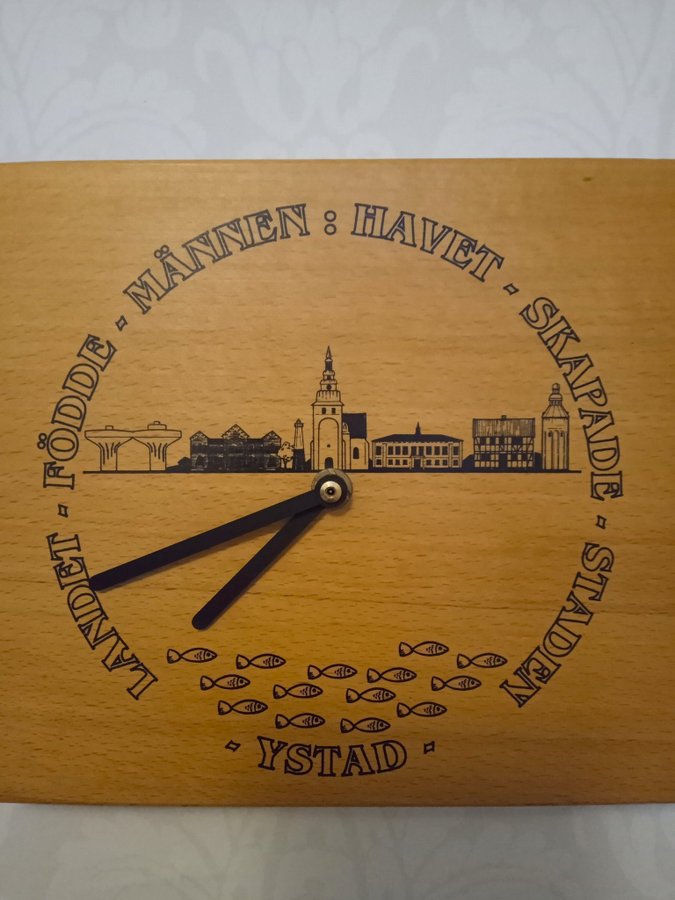 LANDET - FÖDDE - MÄNNEN : HAVET - SKAPADE - STADEN
- YSTAD -